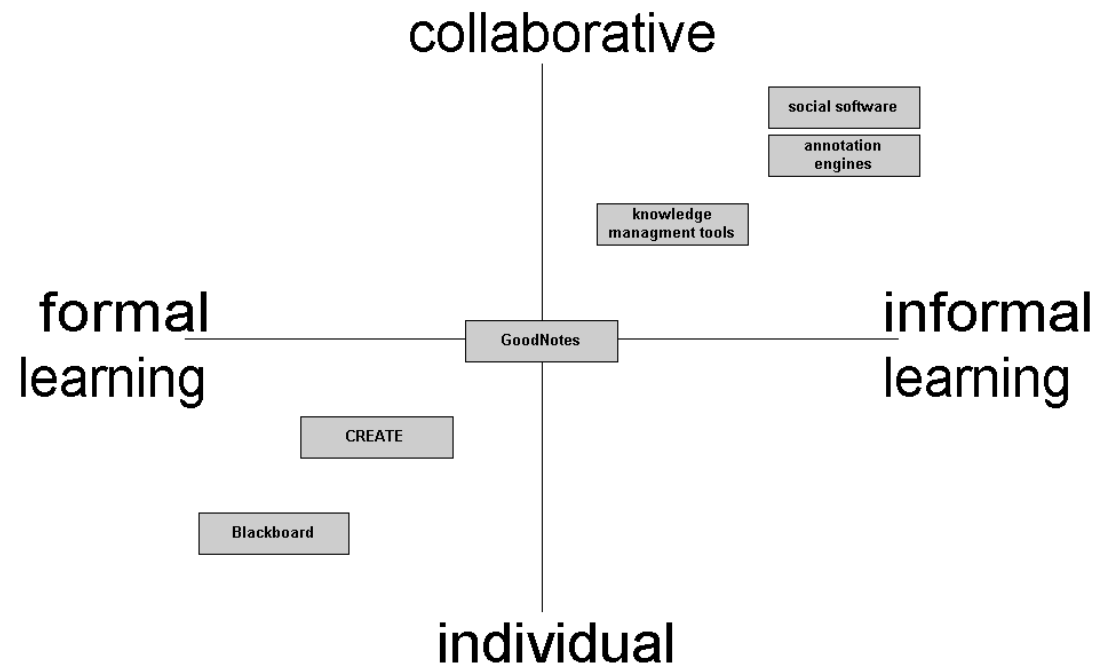 collaborative
social software
annotation
engines
knowledge
managment tools
formal
learning
informal
learning
GoodNotes
CREATE
Blackboard
individual